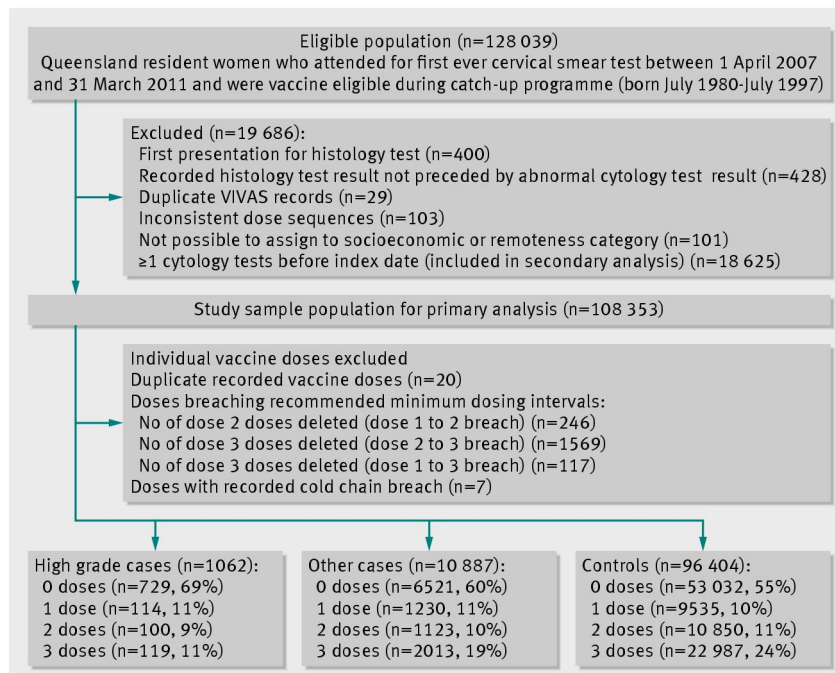 Eligible population (n=128 039)
Queensland resident women who attended for first ever cervical smear test between 1 April 2007
and 31 March 2011 and were vaccine eligible during catch-up programme (born July 1980-July 1997)
Excluded (n=19 686):
First presentation for histology test (n=400)
Recorded histology test result not preceded by abnormal cytology test result (n=428)
Duplicate VIVAS records (n=29)
Inconsistent dose sequences (n=103)
Not possible to assign to socioeconomic or remoteness category (n=101)
≥1 cytology tests before index date (included in secondary analysis) (n=18 625)
Study sample population for primary analysis (n=108 353)
Individual vaccine doses excluded
Duplicate recorded vaccine doses (n=20)
Doses breaching recommended minimum dosing intervals:
No of dose 2 doses deleted (dose 1 to 2 breach) (n=246)
No of dose 3 doses deleted (dose 2 to 3 breach) (n=1569)
No of dose 3 doses deleted (dose 1 to 3 breach) (n=117)
Doses with recorded cold chain breach (n=7)
High grade cases (n=1062):
0 doses (n=729, 69%)
1 dose (n=114, 11%)
2 doses (n=100, 9%)
3 doses (n=119, 11%)
Other cases (n=10 887):
0 doses (n=6521, 60%)
1 dose (n=1230, 11%)
2 doses (n=1123, 10%)
3 doses (n=2013, 19%)
Controls (n=96 404):
0 doses (n=53 032, 55%)
1 dose (n=9535, 10%)
2 doses (n=10 850, 11%)
3 doses (n=22 987, 24%)